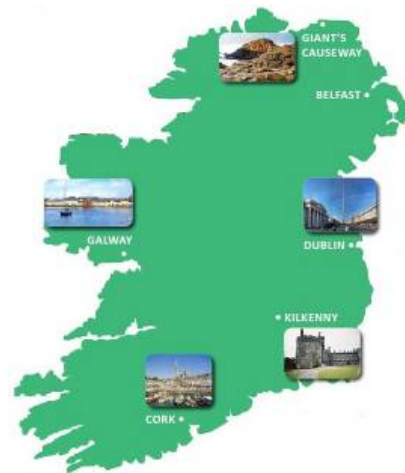 GIANT'S
CAUSEWAY
BELFAST
GALWAY
DUBLIN
KILKENNY
CORK